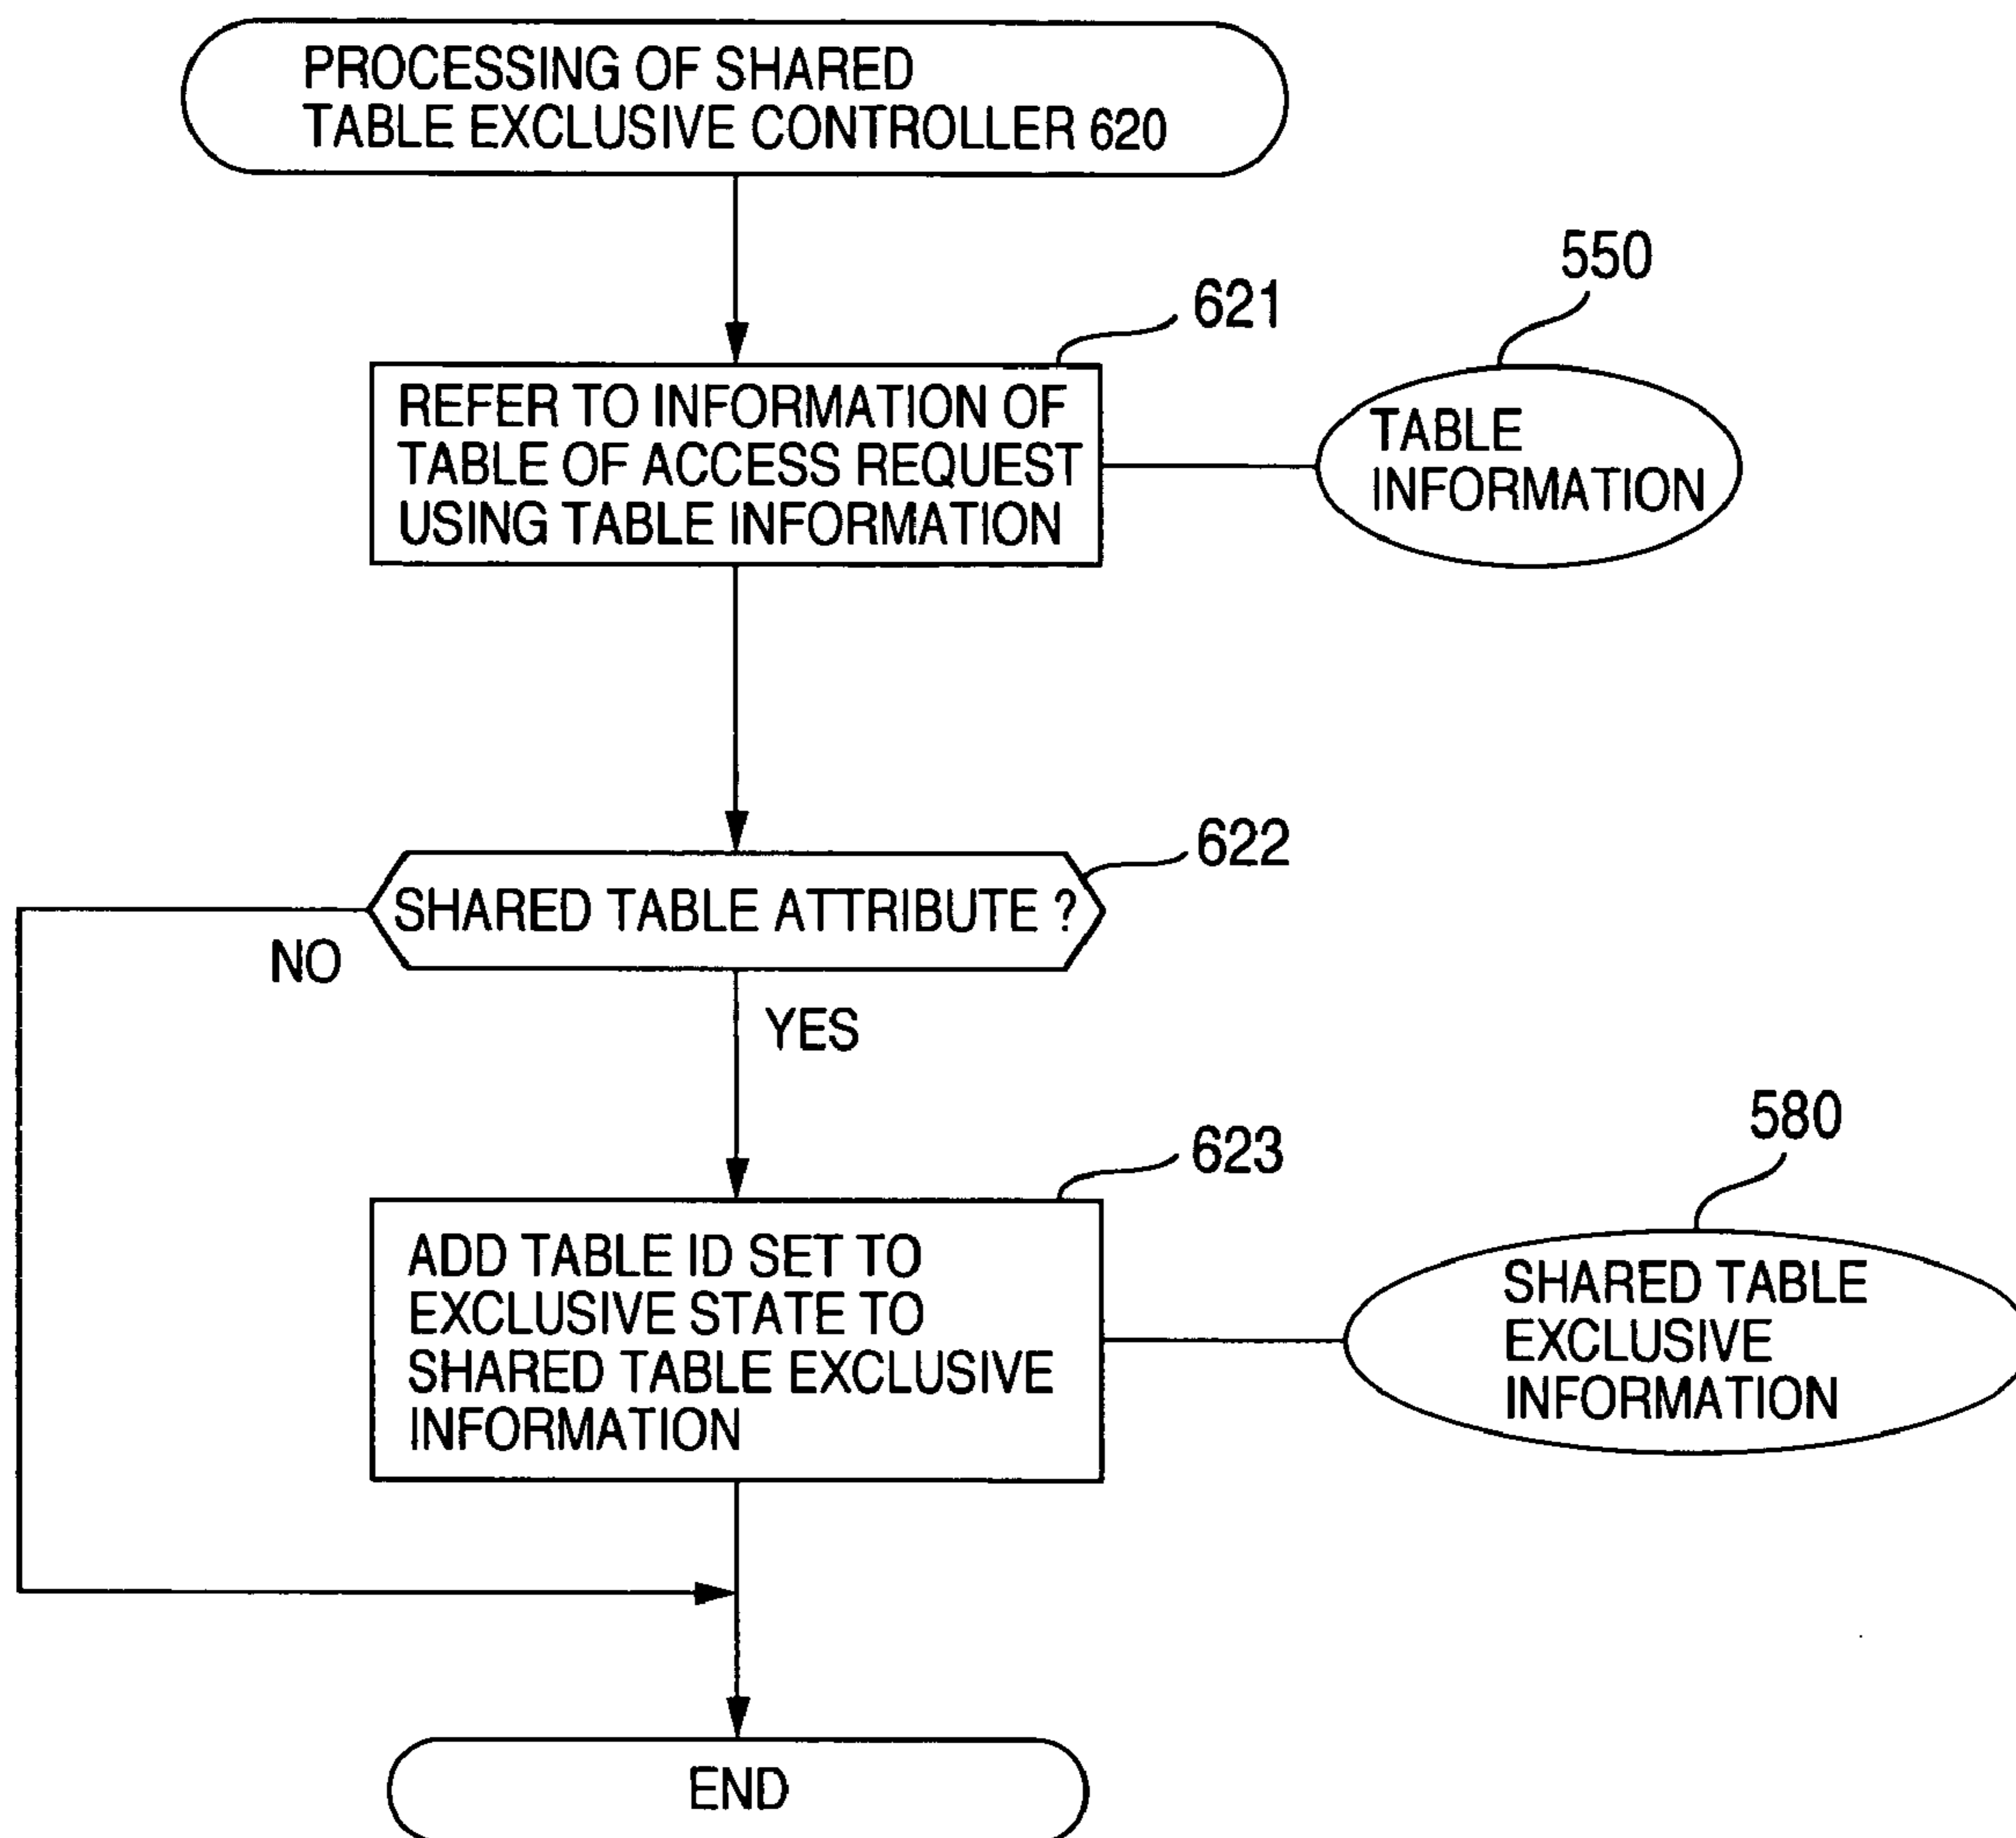 PROCESSING OF SHARED
TABLE EXCLUSIVE CONTROLLER 620
550
621
REFER TO INFORMATION OF
TABLE OF ACCESS REQUEST
USING TABLE INFORMATION
TABLE
INFORMATION
622
SHARED TABLE ATTRIBUTE ?
NO
YES
580
623
ADD TABLE ID SET TO
EXCLUSIVE STATE TO
SHARED TABLE EXCLUSIVE
INFORMATION
SHARED TABLE
EXCLUSIVE
INFORMATION
END